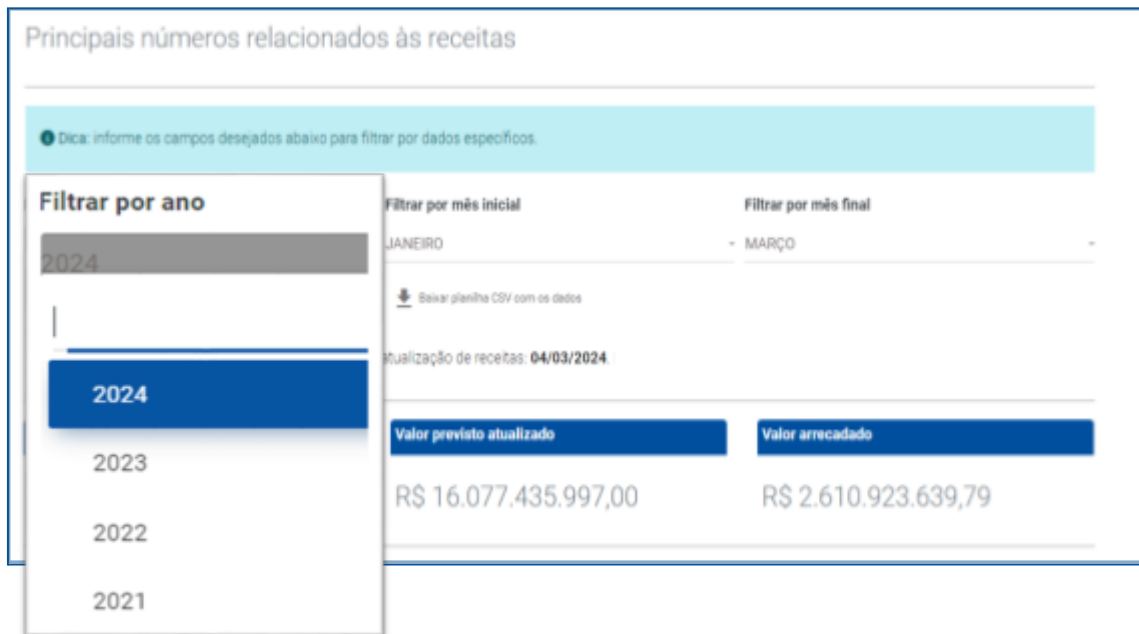 Principais números relacionados às receitas
Dica: informe os campos desejados abaixo para filtrar por dados específicos.
Filtrar por ano
2024
2024
2023
2022
2021
Filtrar por mês inicial
JANEIRO
Filtrar por mês final
MARÇO
Baixar planilha CSV com os dados
atualização de receitas: 04/03/2024.
Valor previsto atualizado
R$ 16.077.435.997,00
Valor arrecadado
R$ 2.610.923.639,79